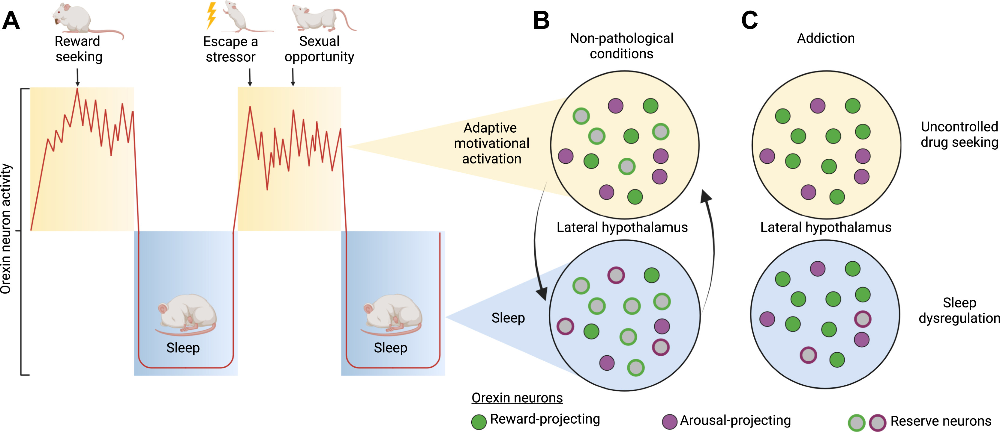 A
Reward
seeking
Escape a
stressor
Sexual
opportunity
Orexin neuron activity
Sleep
Sleep
B
Non-pathological
conditions
Adaptive
motivational
activation
Lateral hypothalamus
Sleep
C
Addiction
Uncontrolled
drug seeking
Lateral hypothalamus
Sleep
dysregulation
Orexin neurons
Reward-projecting
Arousal-projecting
Reserve neurons